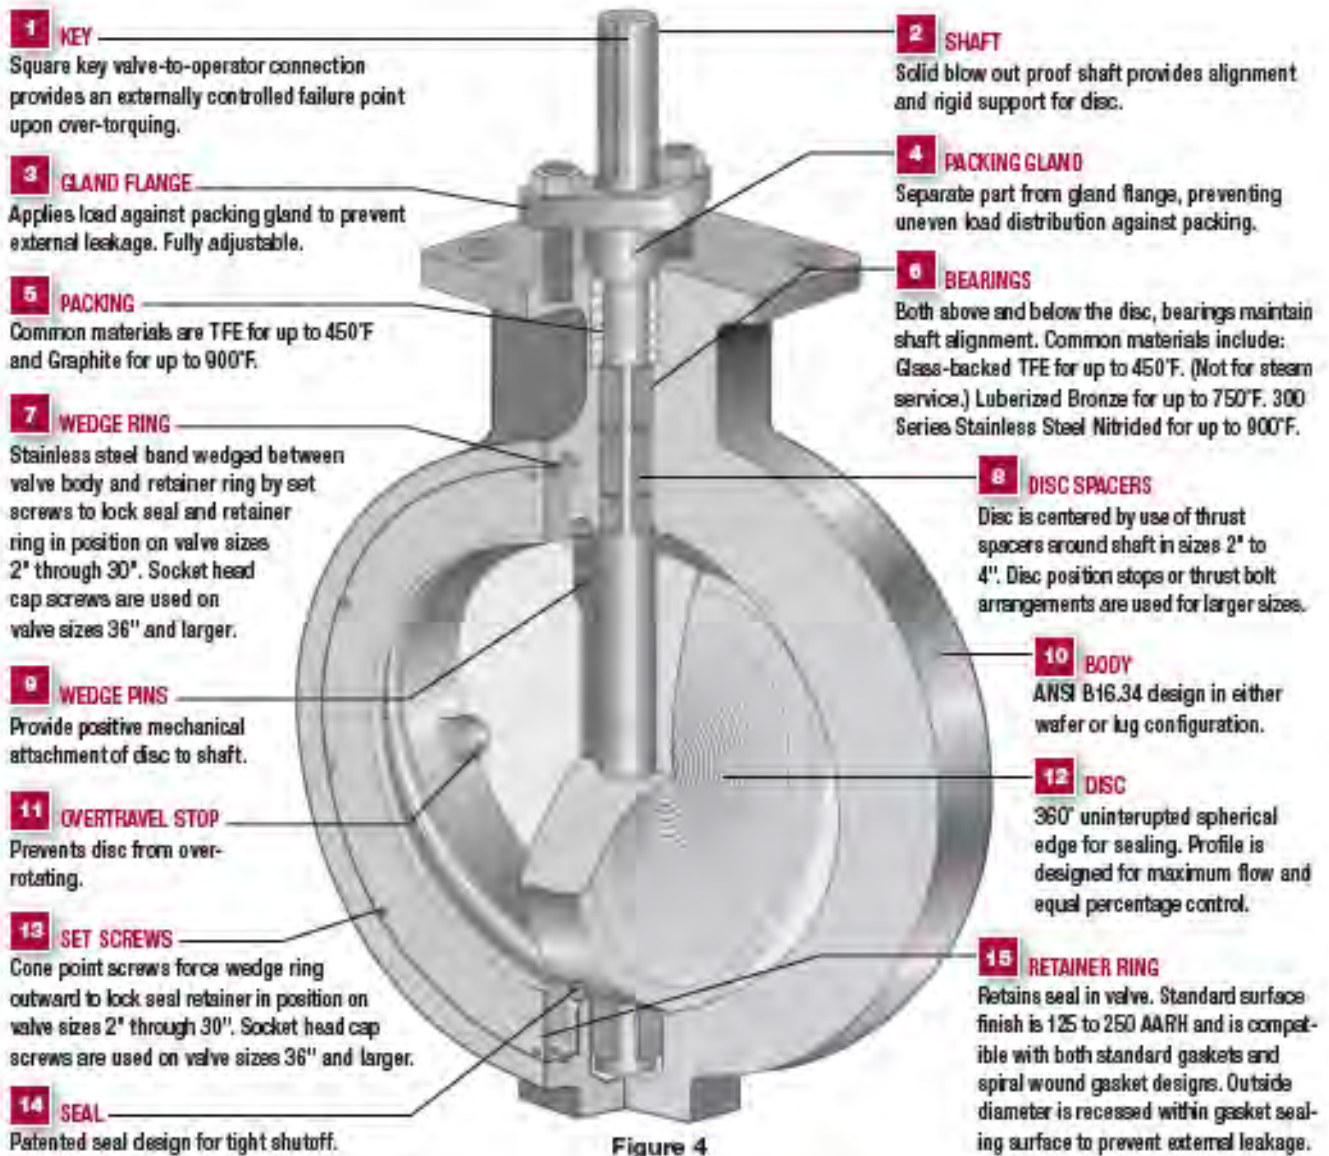 1 KEY
Square key valve-to-operator connection
provides an externally controlled failure point
upon over-torquing.
2 SHAFT
Solid blow out proof shaft provides alignment
and rigid support for disc.
3 GLAND FLANGE
Applies load against packing gland to prevent
external leakage. Fully adjustable.
4 PACKING GLAND
Separate part from gland flange, preventing
uneven load distribution against packing.
5 PACKING
Common materials are TFE for up to 450°F
and Graphite for up to 900°F.
6 BEARINGS
Both above and below the disc, bearings maintain
shaft alignment. Common materials include:
Glass-backed TFE for up to 450°F. (Not for steam
service.) Luberized Bronze for up to 750°F. 300
Series Stainless Steel Nitrided for up to 900°F.
7 WEDGE RING
Stainless steel band wedged between
valve body and retainer ring by set
screws to lock seal and retainer
ring in position on valve sizes
2" through 30". Socket head
cap screws are used on
valve sizes 36" and larger.
8 DISC SPACERS
Disc is centered by use of thrust
spacers around shaft in sizes 2" to
4". Disc position stops or thrust bolt
arrangements are used for larger sizes.
9 WEDGE PINS
Provide positive mechanical
attachment of disc to shaft.
10 BODY
ANSI B16.34 design in either
wafer or lug configuration.
11 OVERTRAVEL STOP
Prevents disc from over-
rotating.
12 DISC
360° uninterupted spherical
edge for sealing. Profile is
designed for maximum flow and
equal percentage control.
13 SET SCREWS
Cone point screws force wedge ring
outward to lock seal retainer in position on
valve sizes 2" through 30". Socket head cap
screws are used on valve sizes 36" and larger.
14 SEAL
Patented seal design for tight shutoff.
15 RETAINER RING
Retains seal in valve. Standard surface
finish is 125 to 250 AARH and is compat-
ible with both standard gaskets and
spiral wound gasket designs. Outside
diameter is recessed within gasket seal-
ing surface to prevent external leakage.
Figure 4